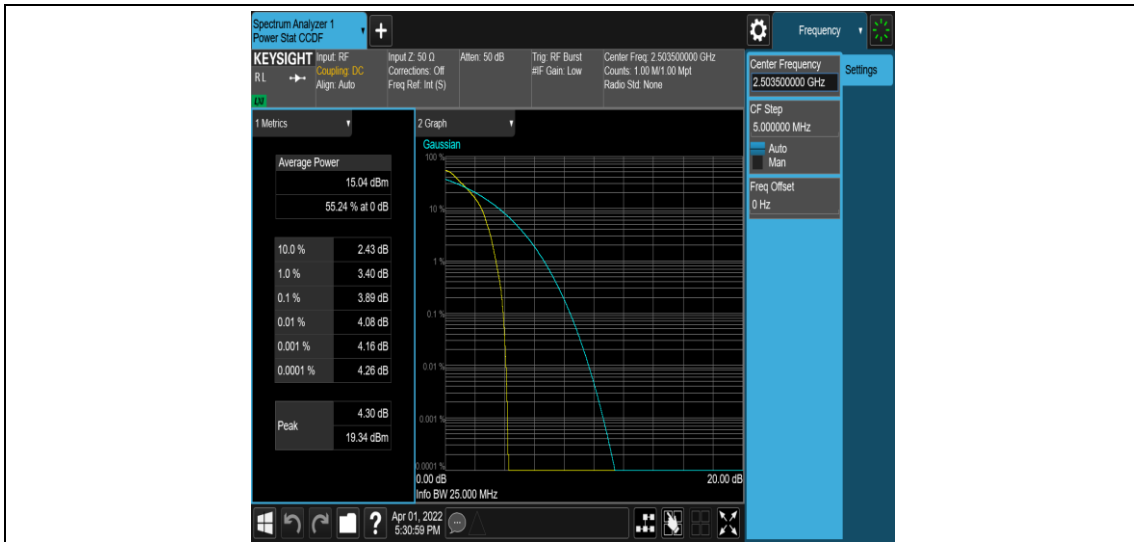 Spectrum Analyzer 1
Power Stat CCDF
+
Frequency
KEYSIGHT
RL
LXI
Input: RF
Coupling: DC
Align: Auto
Input Z: 50 Ω
Corrections: Off
Freq Ref: Int (S)
Atten: 50 dB
Trig: RF Burst
#IF Gain: Low
Center Freq: 2.503500000 GHz
Counts: 1.00 M/1.00 Mpt
Radio Std: None
Center Frequency
2.503500000 GHz
Settings
CF Step
5.000000 MHz
Auto
Man
Freq Offset
0 Hz
1 Metrics
Average Power
15.04 dBm
55.24 % at 0 dB
10.0 % 2.43 dB
1.0 % 3.40 dB
0.1 % 3.89 dB
0.01 % 4.08 dB
0.001 % 4.16 dB
0.0001 % 4.26 dB
Peak
4.30 dB
19.34 dBm
2 Graph
Gaussian
100 %
10 %
1 %
0.1 %
0.01 %
0.001 %
0.0001 %
0.00 dB 20.00 dB
Info BW 25.000 MHz
?
Apr 01, 2022
5:30:59 PM